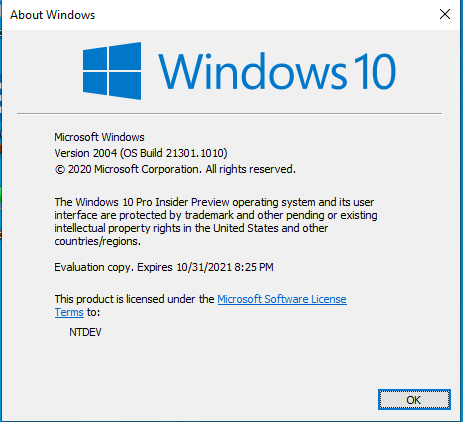 About Windows
Windows 10
Microsoft Windows
Version 2004 (OS Build 21301.1010)
© 2020 Microsoft Corporation. All rights reserved.
The Windows 10 Pro Insider Preview operating system and its user
interface are protected by trademark and other pending or existing
intellectual property rights in the United States and other
countries/regions.
Evaluation copy. Expires 10/31/2021 8:25 PM
This product is licensed under the Microsoft Software License
Terms to:
NTDEV
OK